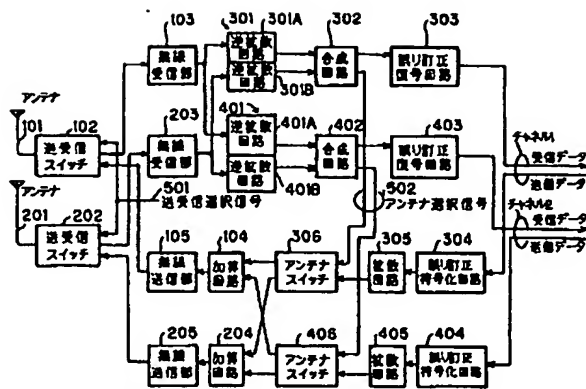 103
301
301A
302
303
無線受信部
逆拡散回路
逆拡散回路
301B
合成回路
誤り訂正信号回路
アンテナ
101
102
送受信スイッチ
203
無線受信部
401
401A
逆拡散回路
逆拡散回路
401B
402
合成回路
403
誤り訂正信号回路
チャネル1
受信データ
送信データ
チャネル2
受信データ
送信データ
アンテナ
201
202
送受信スイッチ
501
送受信選択信号
502
アンテナ選択信号
105
無線送信部
104
加算回路
306
アンテナスイッチ
305
拡散回路
304
誤り訂正符号化回路
205
無線送信部
204
加算回路
406
アンテナスイッチ
405
拡散回路
404
誤り訂正符号化回路